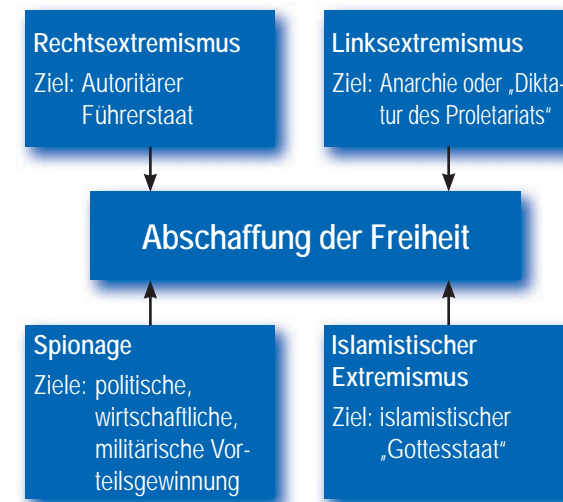 Rechtsextremismus
Ziel: Autoritärer
Führerstaat
Linksextremismus
Ziel: Anarchie oder „Dikta-
tur des Proletariats“
Abschaffung der Freiheit
Spionage
Ziele: politische,
wirtschaftliche,
militärische Vor-
teilsgewinnung
Islamistischer
Extremismus
Ziel: islamistischer
„Gottesstaat“